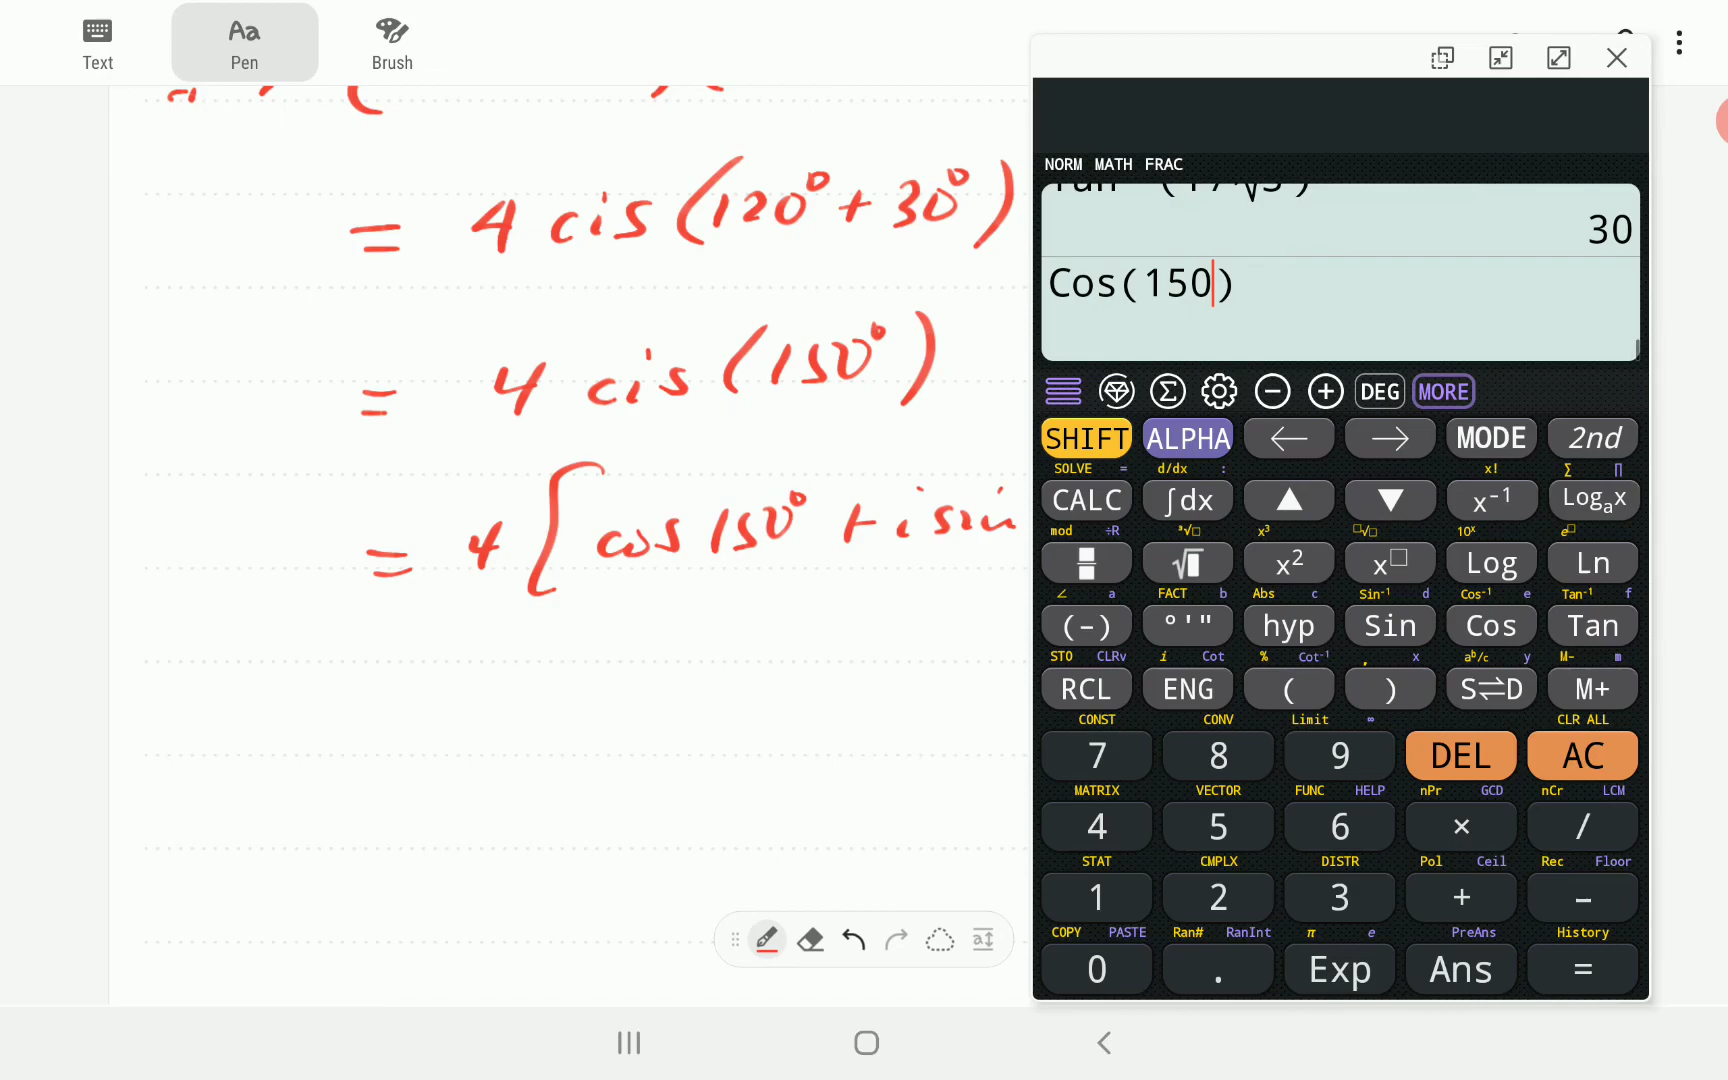 Text
Pen
Brush
= 4 cis (120° + 30°)
= 4 cis (150°)
= 4 [ cos 150° + i sin
NORM MATH FRAC
30
Cos(150)
DEG MORE
SHIFT ALPHA ← → MODE 2nd
SOLVE = d/dx : x! ∑ ∏
CALC ∫dx ▲ ▼ x⁻¹ Logₐx
mod ÷R ³√□ x³ □√□ 10ˣ e□
√ x² x□ Log Ln
∠ a FACT b Abs c Sin⁻¹ d Cos⁻¹ e Tan⁻¹ f
(-) °'" hyp Sin Cos Tan
STO CLRv i Cot % Cot⁻¹ , x aᵇ/c y M- m
RCL ENG ( ) S⇌D M+
CONST CONV Limit ∞ CLR ALL
7 8 9 DEL AC
MATRIX VECTOR FUNC HELP nPr GCD nCr LCM
4 5 6 × /
STAT CMPLX DISTR Pol Ceil Rec Floor
1 2 3 + −
COPY PASTE Ran# RanInt π e PreAns History
0 . Exp Ans =